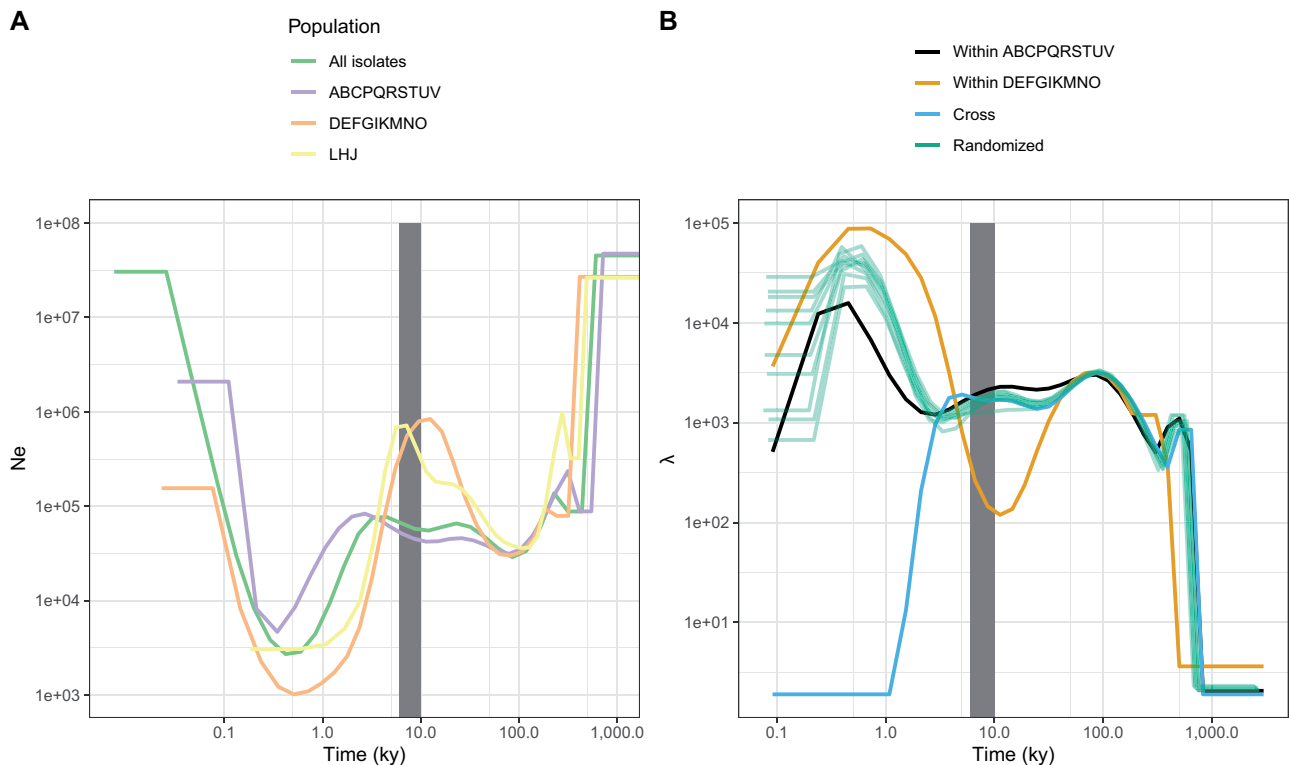 A
Population
All isolates
ABCPQRSTUV
DEFGIKMNO
LHJ
1e+08
1e+07
1e+06
1e+05
1e+04
1e+03
Ne
0.1
1.0
10.0
100.0
1,000.0
Time (ky)
B
Within ABCPQRSTUV
Within DEFGIKMNO
Cross
Randomized
1e+05
1e+04
1e+03
1e+02
1e+01
λ
0.1
1.0
10.0
100.0
1,000.0
Time (ky)